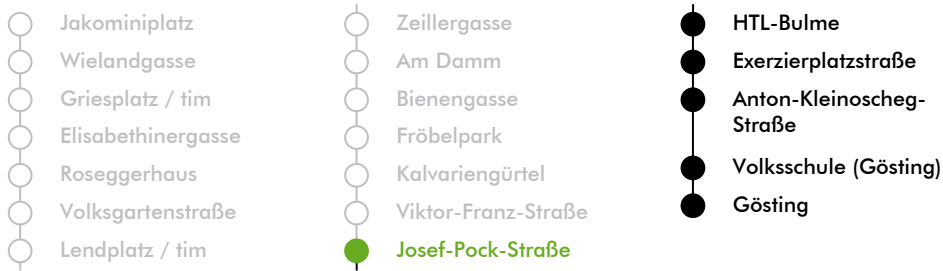 Jakominiplatz
Wielandgasse
Griesplatz / tim
Elisabethinergasse
Roseggerhaus
Volksgartenstraße
Lendplatz / tim
Zeillergasse
Am Damm
Bienengasse
Fröbelpark
Kalvariengürtel
Viktor-Franz-Straße
Josef-Pock-Straße
HTL-Bulme
Exerzierplatzstraße
Anton-Kleinoscheg-
Straße
Volksschule (Gösting)
Gösting